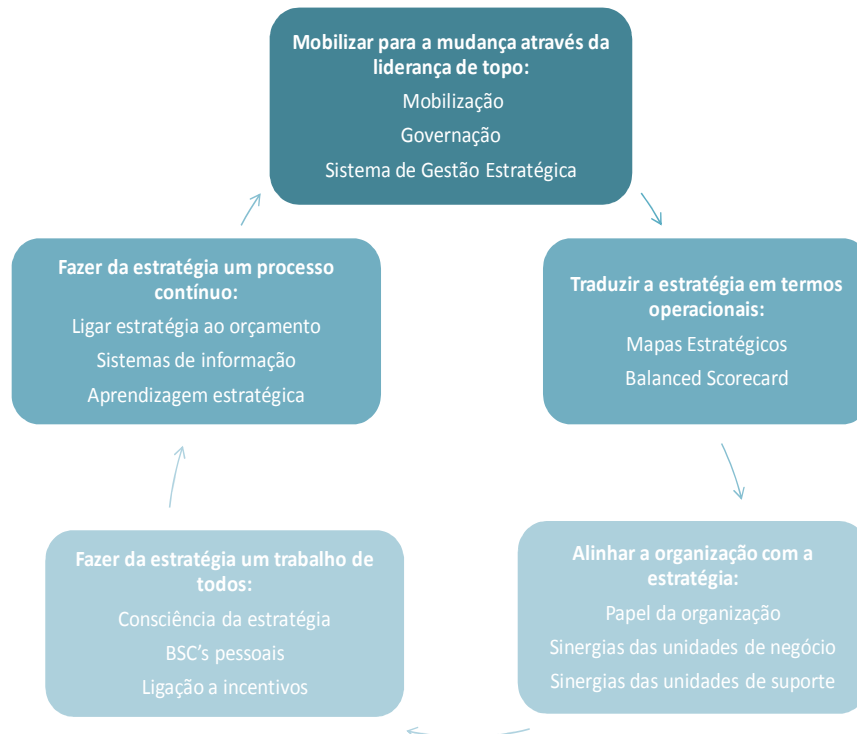 Mobilizar para a mudança através da
liderança de topo:
Mobilização
Governação
Sistema de Gestão Estratégica
Traduzir a estratégia em termos
operacionais:
Mapas Estratégicos
Balanced Scorecard
Alinhar a organização com a
estratégia:
Papel da organização
Sinergias das unidades de negócio
Sinergias das unidades de suporte
Fazer da estratégia um trabalho de
todos:
Consciência da estratégia
BSC’s pessoais
Ligação a incentivos
Fazer da estratégia um processo
contínuo:
Ligar estratégia ao orçamento
Sistemas de informação
Aprendizagem estratégica